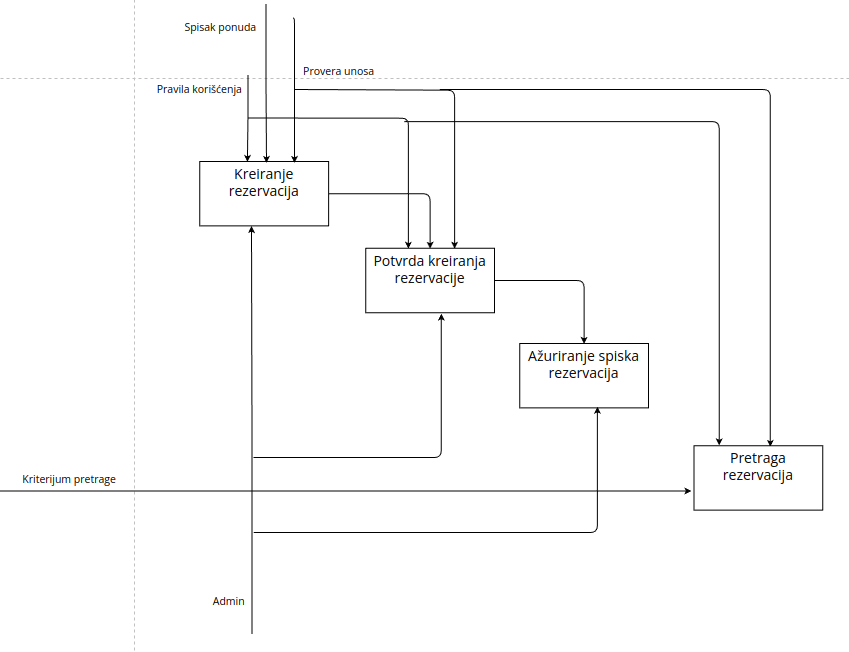 Spisak ponuda
Provera unosa
Pravila korišćenja
Kreiranje
rezervacija
Potvrda kreiranja
rezervacije
Ažuriranje spiska
rezervacija
Pretraga
rezervacija
Kriterijum pretrage
Admin